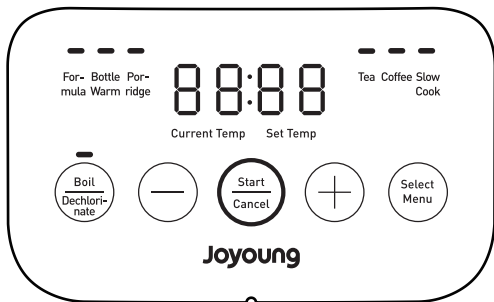 For- Bottle Por-
mula Warm ridge
88:88
Tea Coffee Slow
Cook
Current Temp Set Temp
Boil
Dechlori-
nate
Start
Cancel
Select
Menu
Joyoung